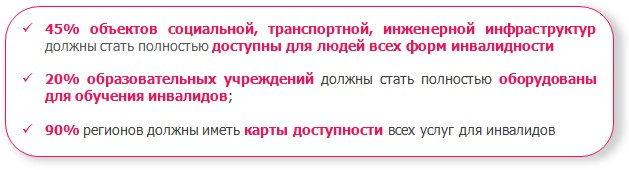 ✓ 45% объектов социальной, транспортной, инженерной инфраструктур
должны стать полностью доступны для людей всех форм инвалидности
✓ 20% образовательных учреждений должны стать полностью оборудованы
для обучения инвалидов;
✓ 90% регионов должны иметь карты доступности всех услуг для инвалидов